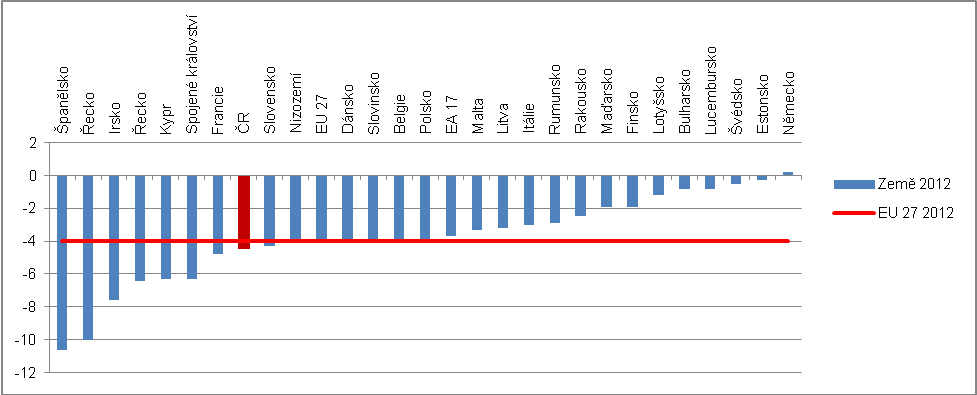 Španělsko
Řecko
Irsko
Řecko
Kypr
Spojené království
Francie
ČR
Slovensko
Nizozemí
EU 27
Dánsko
Slovinsko
Belgie
Polsko
EA 17
Malta
Litva
Itálie
Rumunsko
Rakousko
Maďarsko
Finsko
Lotyšsko
Bulharsko
Lucembursko
Švédsko
Estonsko
Německo
2
0
-2
-4
-6
-8
-10
-12
Země 2012
EU 27 2012